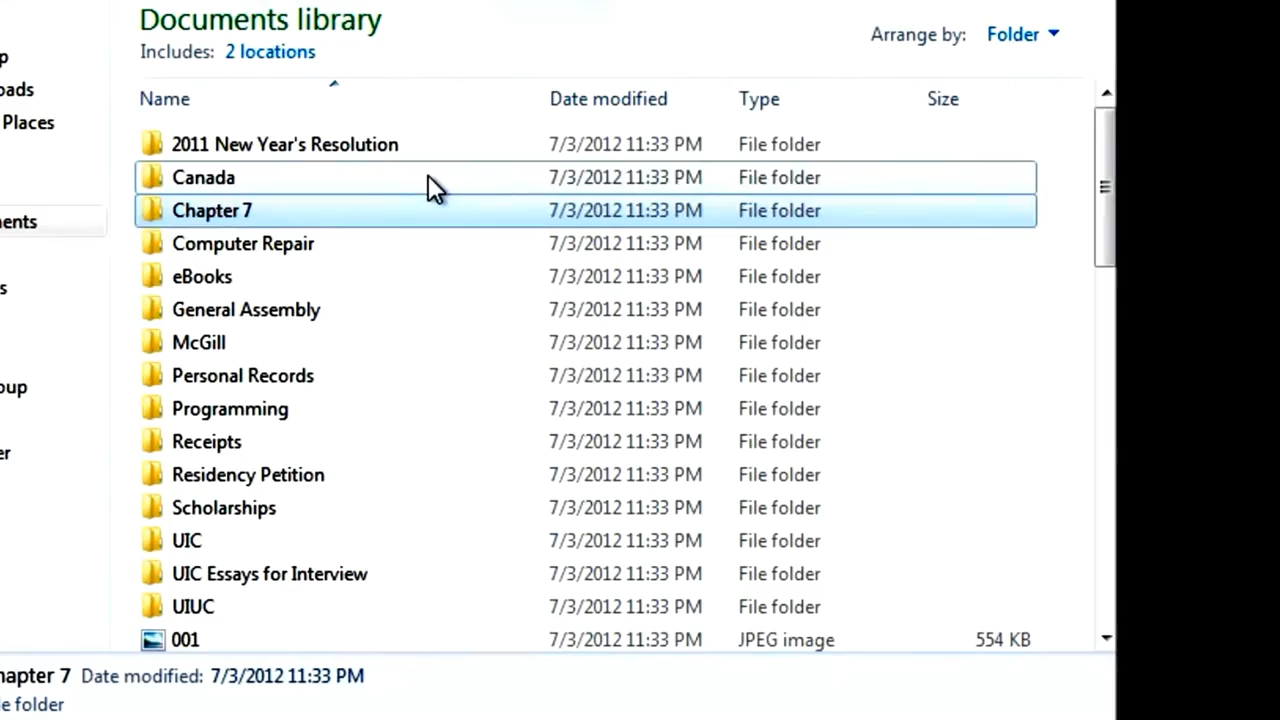 Documents library
Includes: 2 locations
Arrange by: Folder
Name Date modified Type Size
2011 New Year's Resolution 7/3/2012 11:33 PM File folder
Places
Canada 7/3/2012 11:33 PM File folder
Chapter 7 7/3/2012 11:33 PM File folder
Computer Repair 7/3/2012 11:33 PM File folder
eBooks 7/3/2012 11:33 PM File folder
General Assembly 7/3/2012 11:33 PM File folder
McGill 7/3/2012 11:33 PM File folder
Personal Records 7/3/2012 11:33 PM File folder
Programming 7/3/2012 11:33 PM File folder
Receipts 7/3/2012 11:33 PM File folder
Residency Petition 7/3/2012 11:33 PM File folder
Scholarships 7/3/2012 11:33 PM File folder
UIC 7/3/2012 11:33 PM File folder
UIC Essays for Interview 7/3/2012 11:33 PM File folder
UIUC 7/3/2012 11:33 PM File folder
001 7/3/2012 11:33 PM JPEG image 554 KB
hapter 7 Date modified: 7/3/2012 11:33 PM
le folder